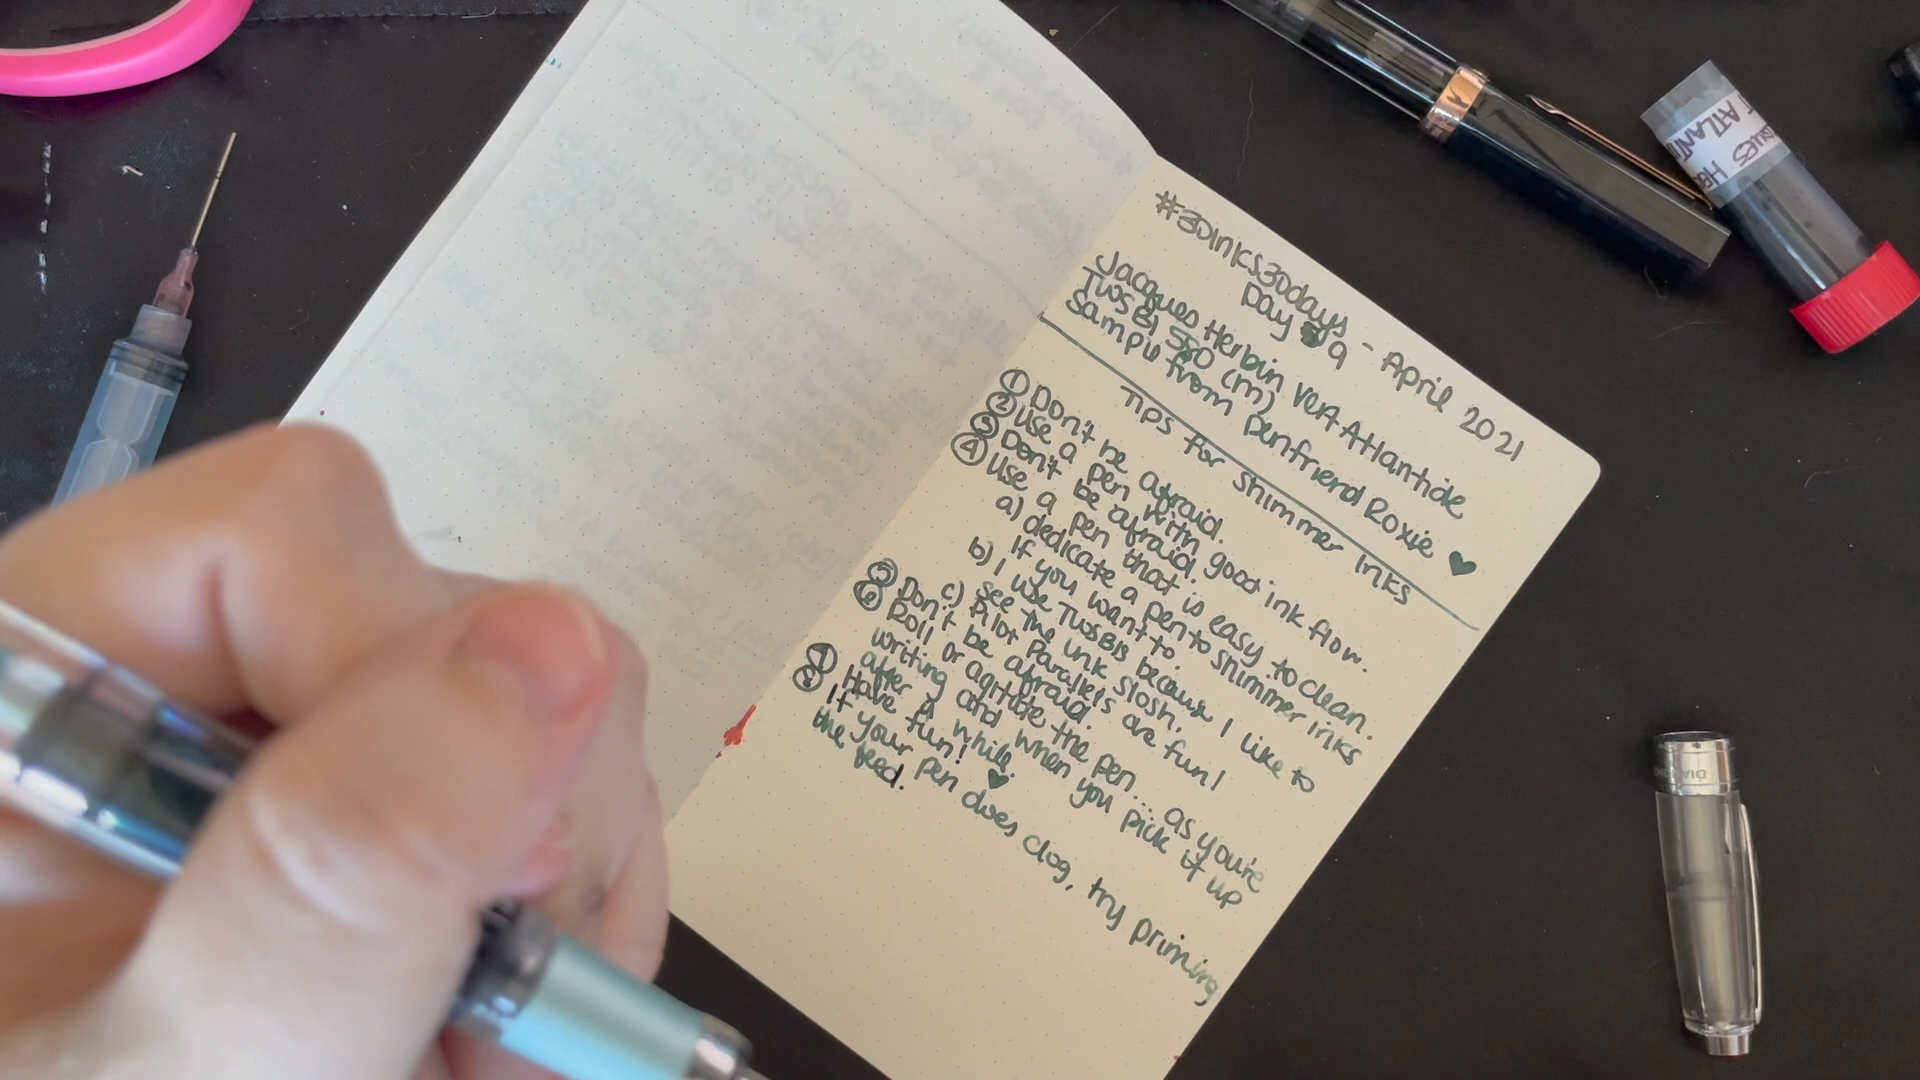 #30inks30days - April 2021
Day 9
Jacques Herbin Vert Atlantide
TWSBI 580 (m)
Sample from penfriend Roxie ♥
Tips for Shimmer Inks
① Don't be afraid.
② Use a pen with good ink flow.
③ Don't be afraid.
④ Use a pen that is easy to clean.
a) dedicate a pen to shimmer inks
if you want to.
b) I use TWSBIs because I like to
see the ink slosh.
c) Pilot Parallels are fun!
⑤ Don't be afraid.
⑥ Roll or agitate the pen... as you're
writing and when you pick it up
after a while.
⑦ Have fun! ♥
⑧ If your pen does clog, try priming
the feed.